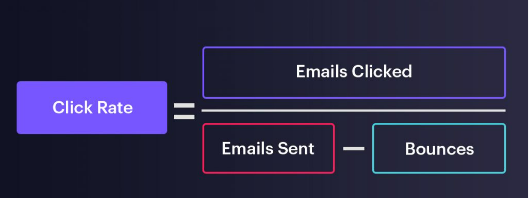 Click Rate
=
Emails Clicked
Emails Sent — Bounces